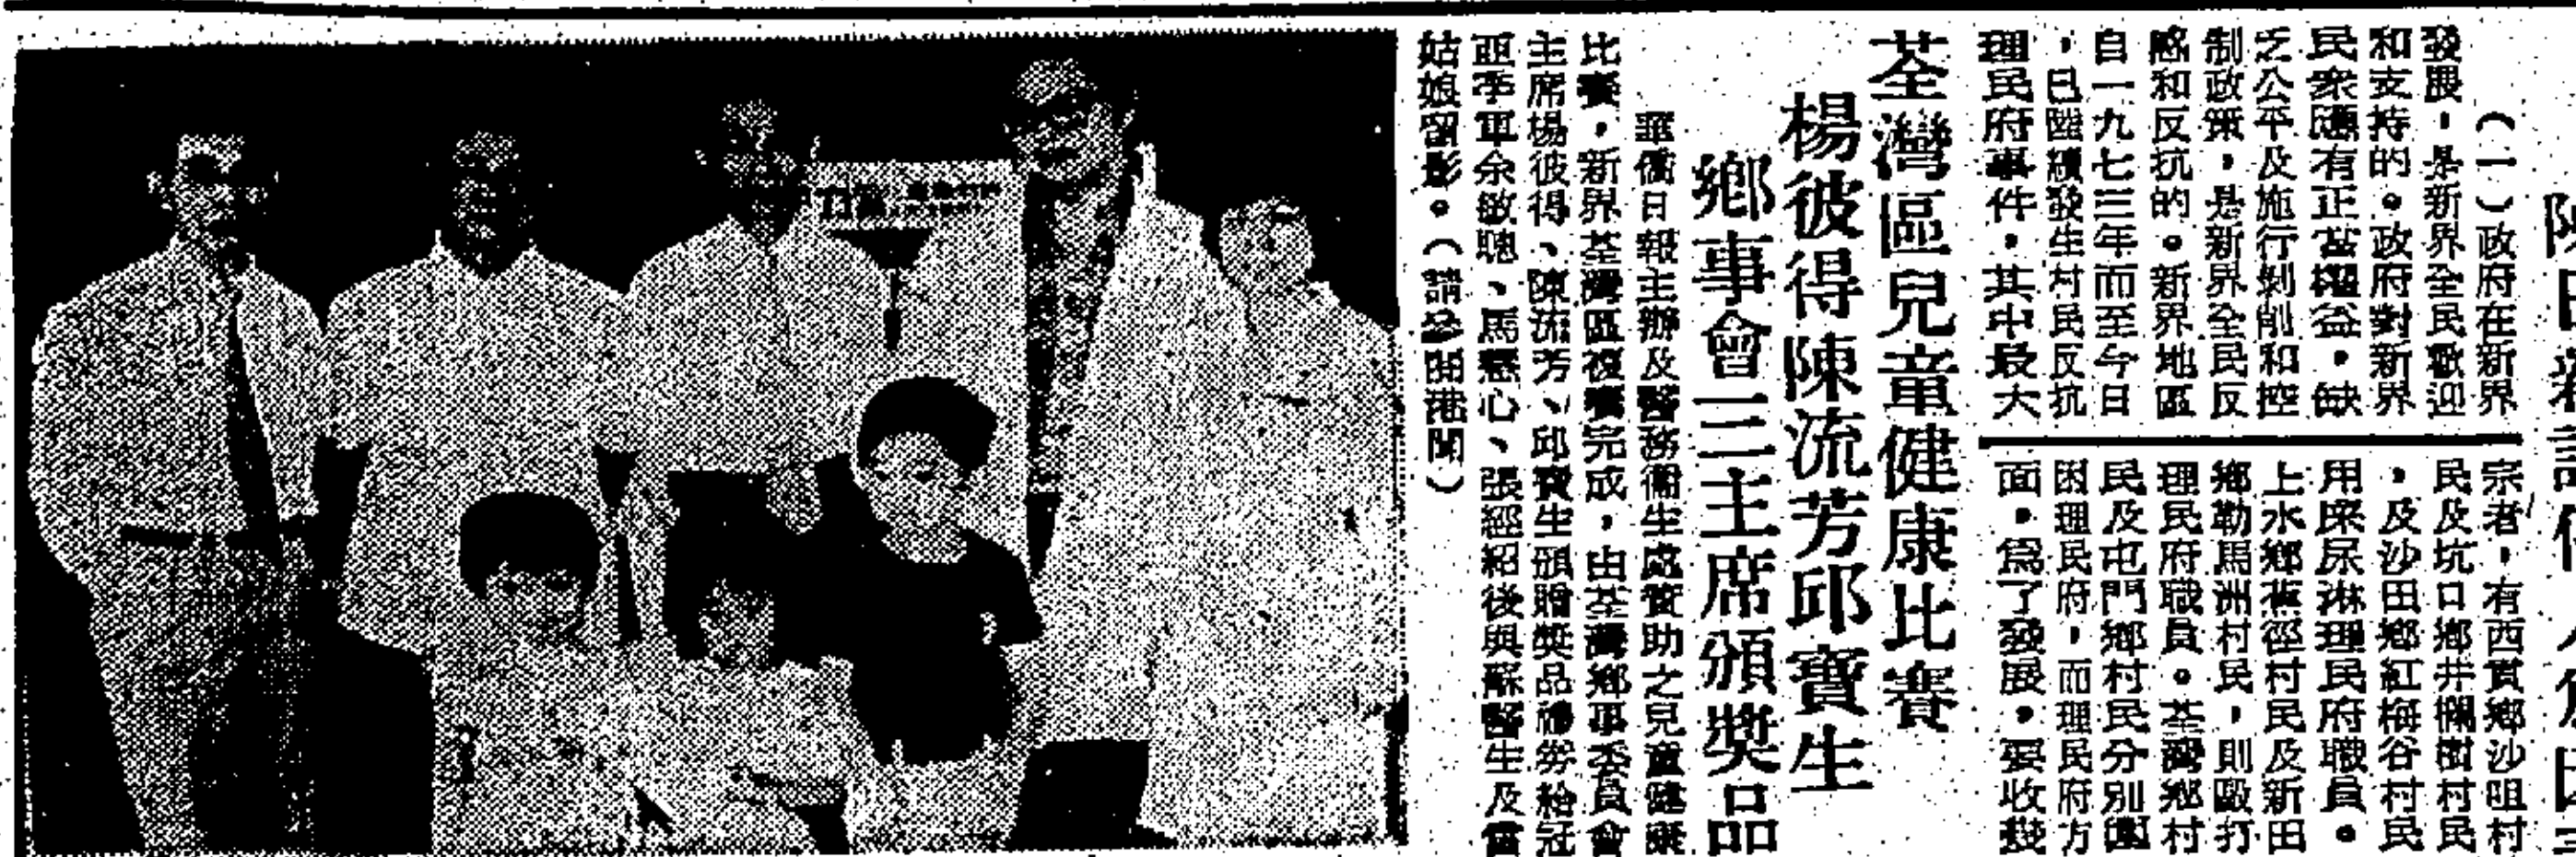 (一)政府在新界
發展，是新界全民歡迎
和支持的。政府對新界
民衆應有正當權益，缺
乏公平及施行剝削和控
制政策，是新界全民反
感和反抗的。新界地區
自一九七三年而至今日
，已陸續發生村民反抗
理民府事件。其中最大
宗者，有西貢鄉沙咀村
民及坑口鄉井欄樹村民
，及沙田鄉紅梅谷村民
用屎尿淋理民府職員。
上水鄉蕉徑村民及新田
鄉勒馬洲村民，則毆打
理民府職員。荃灣鄉村
民及屯門鄉村民分別圍
困理民府，而理民府方
面，爲了發展，要收發
荃灣區兒童健康比賽
楊彼得陳流芳邱寶生
鄉事會三主席頒獎品
華僑日報主辦及醫務衞生處資助之兒童健康
比賽，新界荃灣區複賽完成，由荃灣鄉事委員會
主席楊彼得、陳流芳、邱寶生頒贈獎品禮劵給冠
亞季軍余敏聰、馬慧心、張經紹後與蘇醫生及曾
姑娘留影。(請參閱港聞)